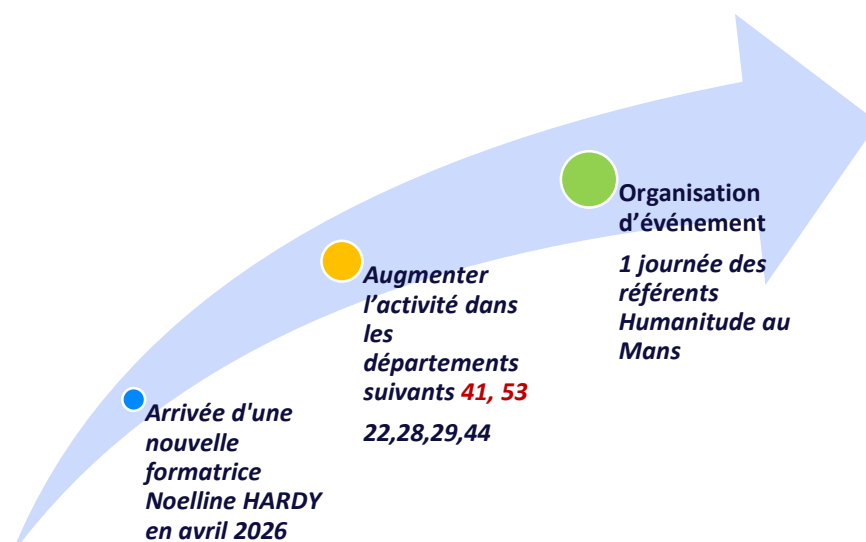 Arrivée d'une
nouvelle
formatrice
Noelline HARDY
en avril 2026
Augmenter
l’activité dans
les
départements
suivants 41, 53
22,28,29,44
Organisation
d’événement
1 journée des
référents
Humanitude au
Mans